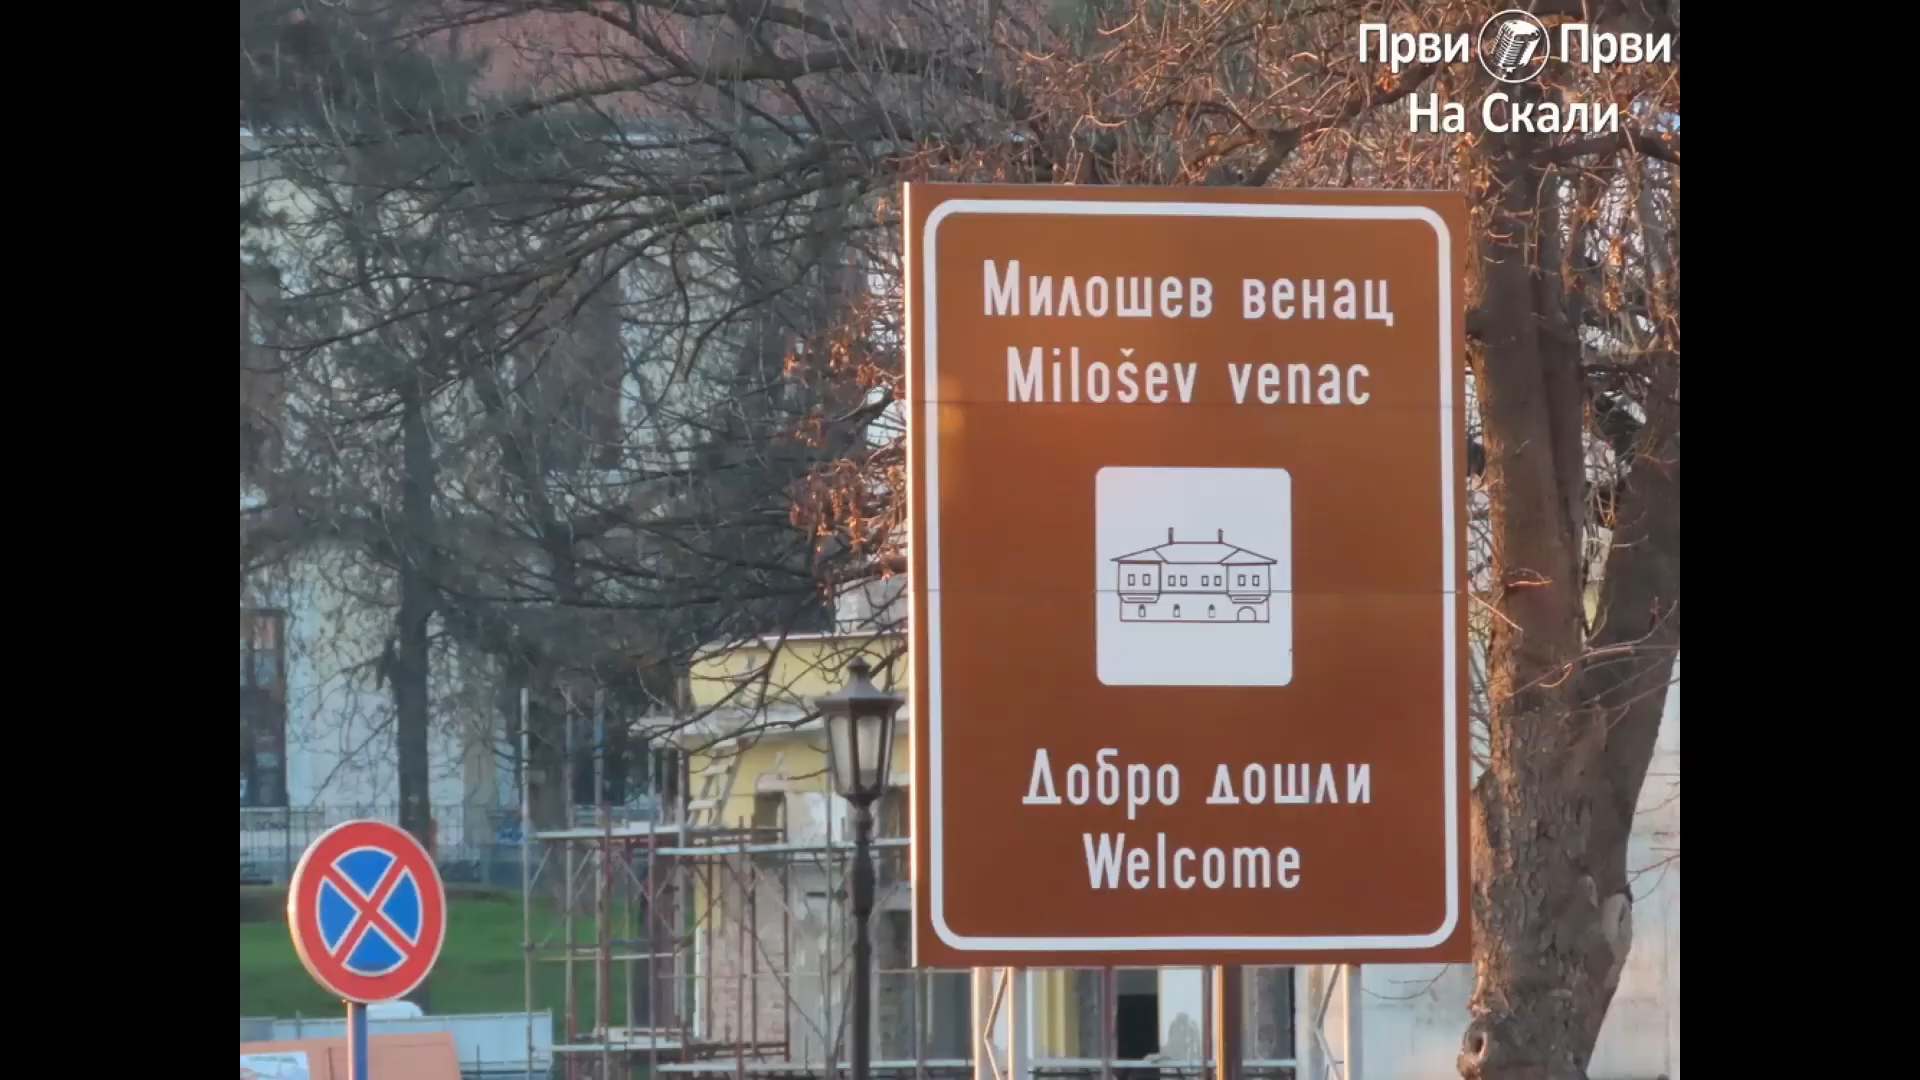 Први Први
На Скали
Милошев венац
Milošev venac
Добро дошли
Welcome